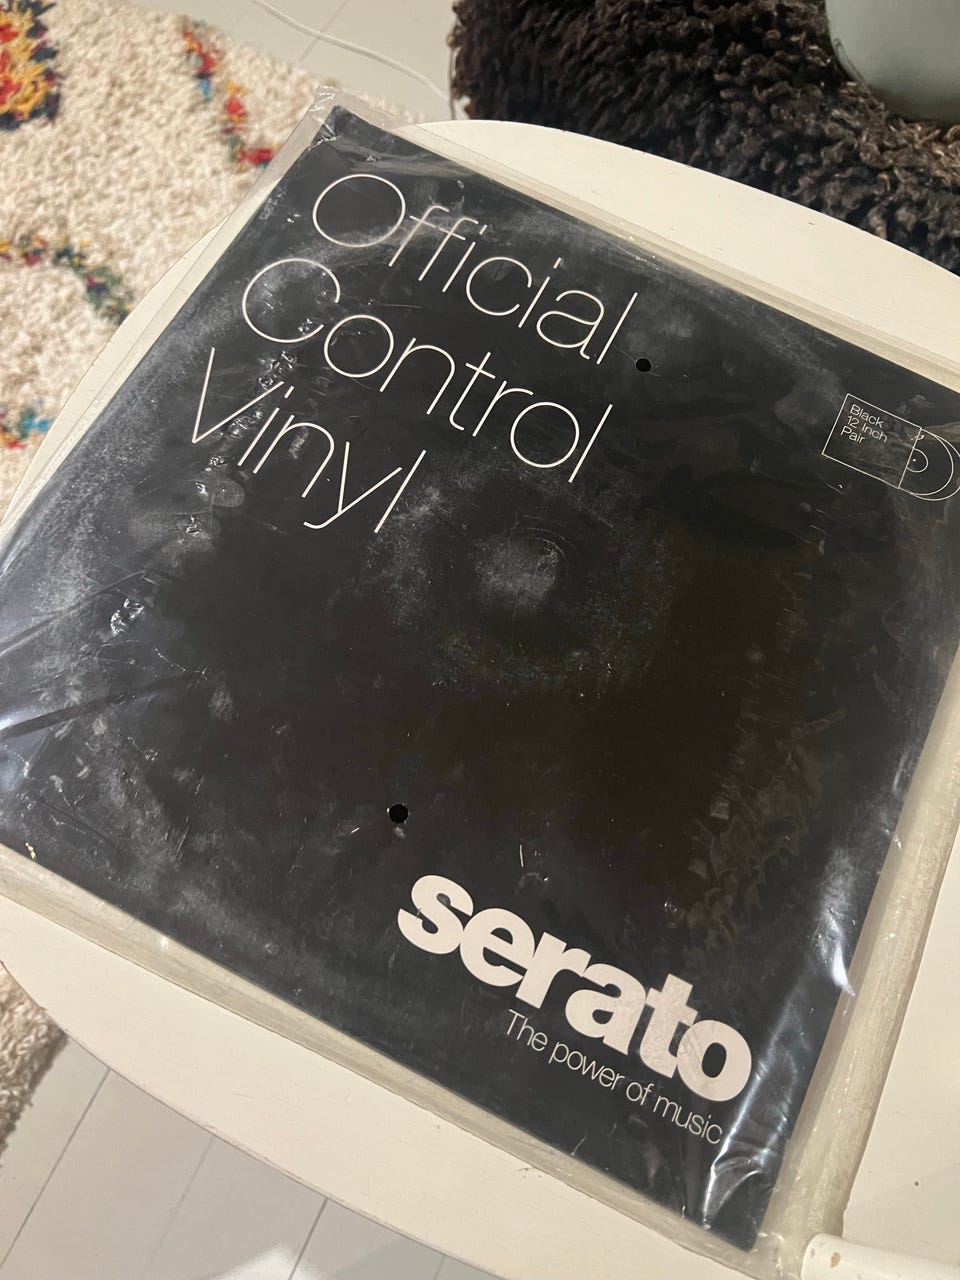 Official
Control
Vinyl
Black
12 Inch
Pair
serato
The power of music